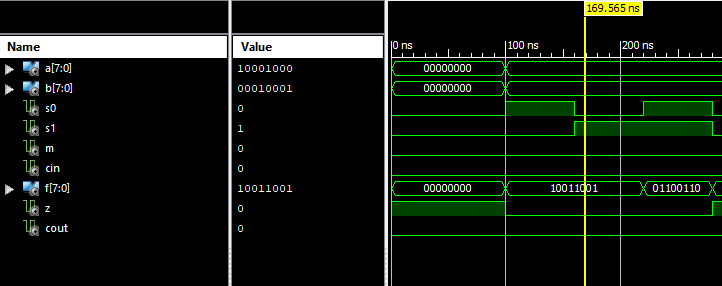 169.565 ns
Name Value 0 ns 100 ns 200 ns
a[7:0] 10001000 00000000
b[7:0] 00010001 00000000
s0 0
s1 1
m 0
cin 0
f[7:0] 10011001 00000000 10011001 01100110
z 0
cout 0